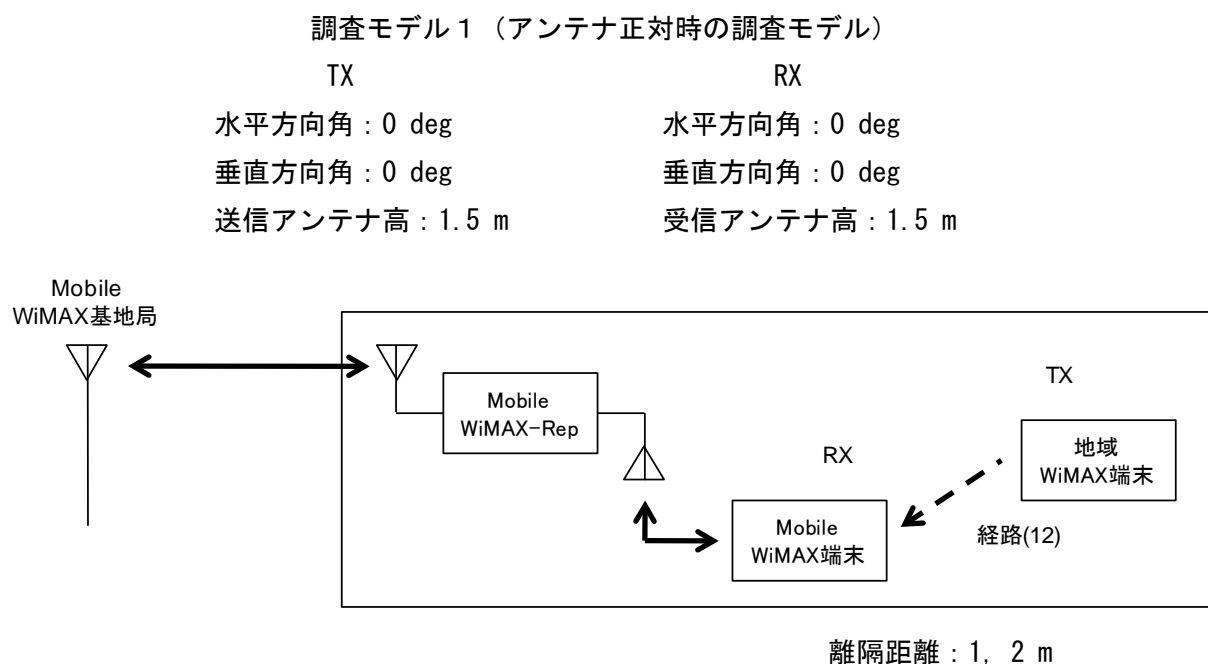 調査モデル１（アンテナ正対時の調査モデル）
TX RX
水平方向角：0 deg 水平方向角：0 deg
垂直方向角：0 deg 垂直方向角：0 deg
送信アンテナ高：1.5 m 受信アンテナ高：1.5 m
Mobile
WiMAX基地局
Mobile
WiMAX-Rep
TX
地域
WiMAX端末
RX
Mobile
WiMAX端末
経路(12)
離隔距離：1, 2 m